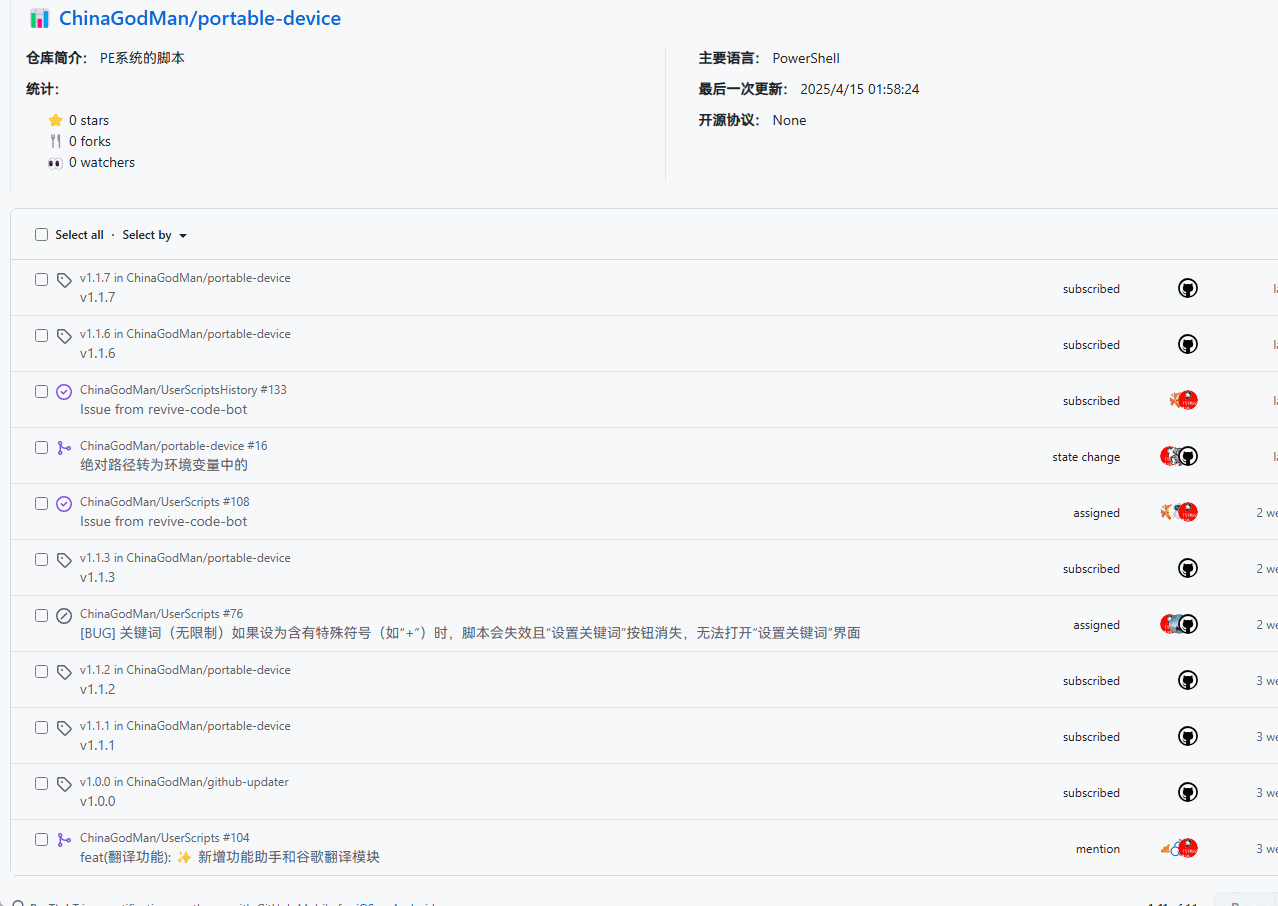 ChinaGodMan/portable-device
仓库简介： PE系统的脚本
统计：
0 stars
0 forks
0 watchers
主要语言： PowerShell
最后一次更新： 2025/4/15 01:58:24
开源协议： None
Select all · Select by
v1.1.7 in ChinaGodMan/portable-device
v1.1.7
subscribed
v1.1.6 in ChinaGodMan/portable-device
v1.1.6
subscribed
ChinaGodMan/UserScriptsHistory #133
Issue from revive-code-bot
subscribed
ChinaGodMan/portable-device #16
绝对路径转为环境变量中的
state change
ChinaGodMan/UserScripts #108
Issue from revive-code-bot
assigned
2 we
v1.1.3 in ChinaGodMan/portable-device
v1.1.3
subscribed
2 we
ChinaGodMan/UserScripts #76
[BUG] 关键词（无限制）如果设为含有特殊符号（如“+”）时，脚本会失效且“设置关键词”按钮消失，无法打开“设置关键词”界面
assigned
2 we
v1.1.2 in ChinaGodMan/portable-device
v1.1.2
subscribed
3 we
v1.1.1 in ChinaGodMan/portable-device
v1.1.1
subscribed
3 we
v1.0.0 in ChinaGodMan/github-updater
v1.0.0
subscribed
3 we
ChinaGodMan/UserScripts #104
feat(翻译功能): ✨ 新增功能助手和谷歌翻译模块
mention
3 we